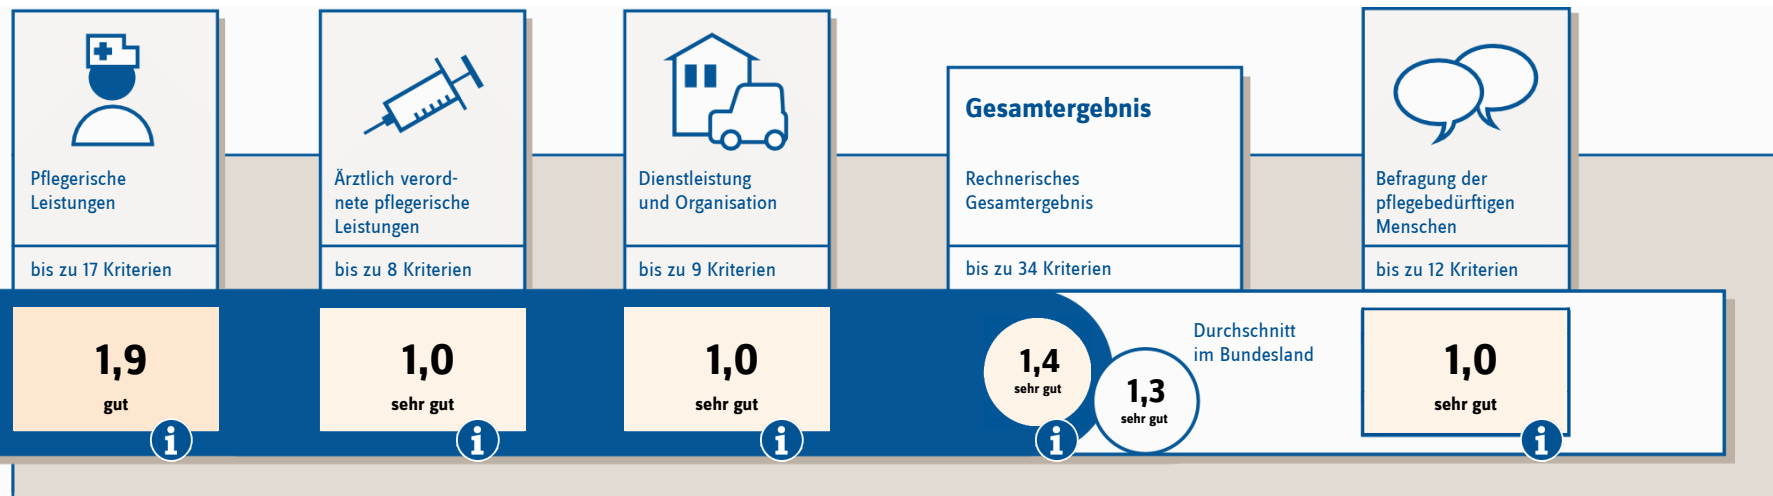 Pflegerische
Leistungen
bis zu 17 Kriterien
1,9
gut
i
Ärztlich verord-
nete pflegerische
Leistungen
bis zu 8 Kriterien
1,0
sehr gut
i
Dienstleistung
und Organisation
bis zu 9 Kriterien
1,0
sehr gut
i
Gesamtergebnis
Rechnerisches
Gesamtergebnis
bis zu 34 Kriterien
1,4
sehr gut
i
1,3
sehr gut
Durchschnitt
im Bundesland
Befragung der
pflegebedürftigen
Menschen
bis zu 12 Kriterien
1,0
sehr gut
i